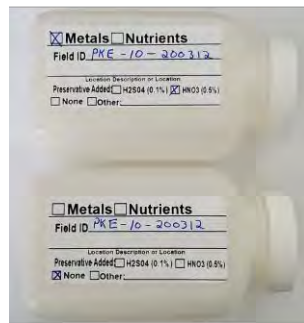 ☒ Metals ☐ Nutrients
Field ID PKE-10-200312
Location Description or Location
Preservative Added: ☐ H2SO4 (0.1%) ☒ HNO3 (0.5%)
☐ None ☐ Other:
☐ Metals ☐ Nutrients
Field ID PKE-10-200312
Location Description or Location
Preservative Added: ☐ H2SO4 (0.1%) ☐ HNO3 (0.5%)
☒ None ☐ Other: